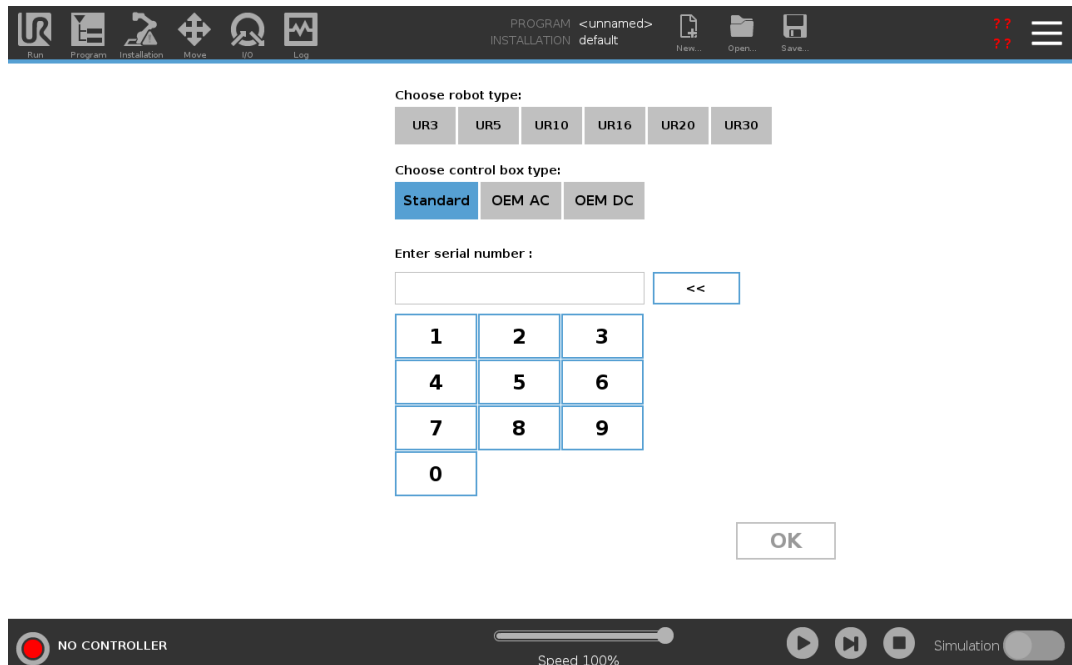 PROGRAM <unnamed>
INSTALLATION default
Run Program Installation Move I/O Log New... Open... Save...
? ?
? ?
Choose robot type:
UR3 UR5 UR10 UR16 UR20 UR30
Choose control box type:
Standard OEM AC OEM DC
Enter serial number :
<<
1 2 3
4 5 6
7 8 9
0
OK
NO CONTROLLER
Speed 100%
Simulation